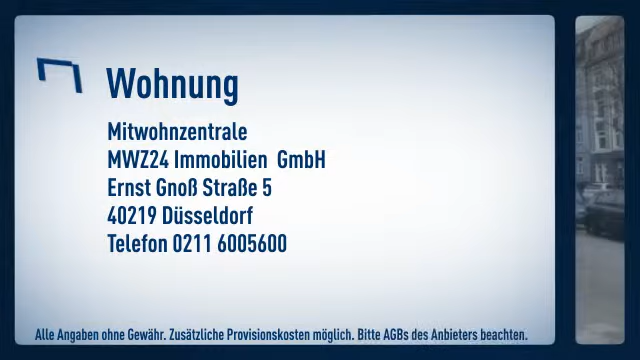 Wohnung
Mitwohnzentrale
MWZ24 Immobilien GmbH
Ernst Gnoß Straße 5
40219 Düsseldorf
Telefon 0211 6005600
Alle Angaben ohne Gewähr. Zusätzliche Provisionskosten möglich. Bitte AGBs des Anbieters beachten.